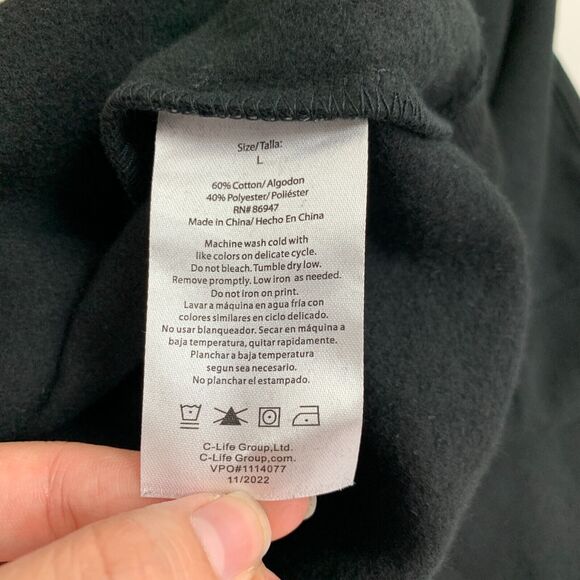 Size/Talla:
L
60% Cotton/ Algodon
40% Polyester/ Poliéster
RN# 86947
Made in China/ Hecho En China
Machine wash cold with
like colors on delicate cycle.
Do not bleach. Tumble dry low.
Remove promptly. Low iron as needed.
Do not iron on print.
Lavar a máquina en agua fría con
colores similares en ciclo delicado.
No usar blanqueador. Secar en máquina a
baja temperatura, quitar rapidamente.
Planchar a baja temperatura
segun sea necesario.
No planchar el estampado.
C-Life Group,Ltd.
C-Life Group,com.
VPO#1114077
11/2022